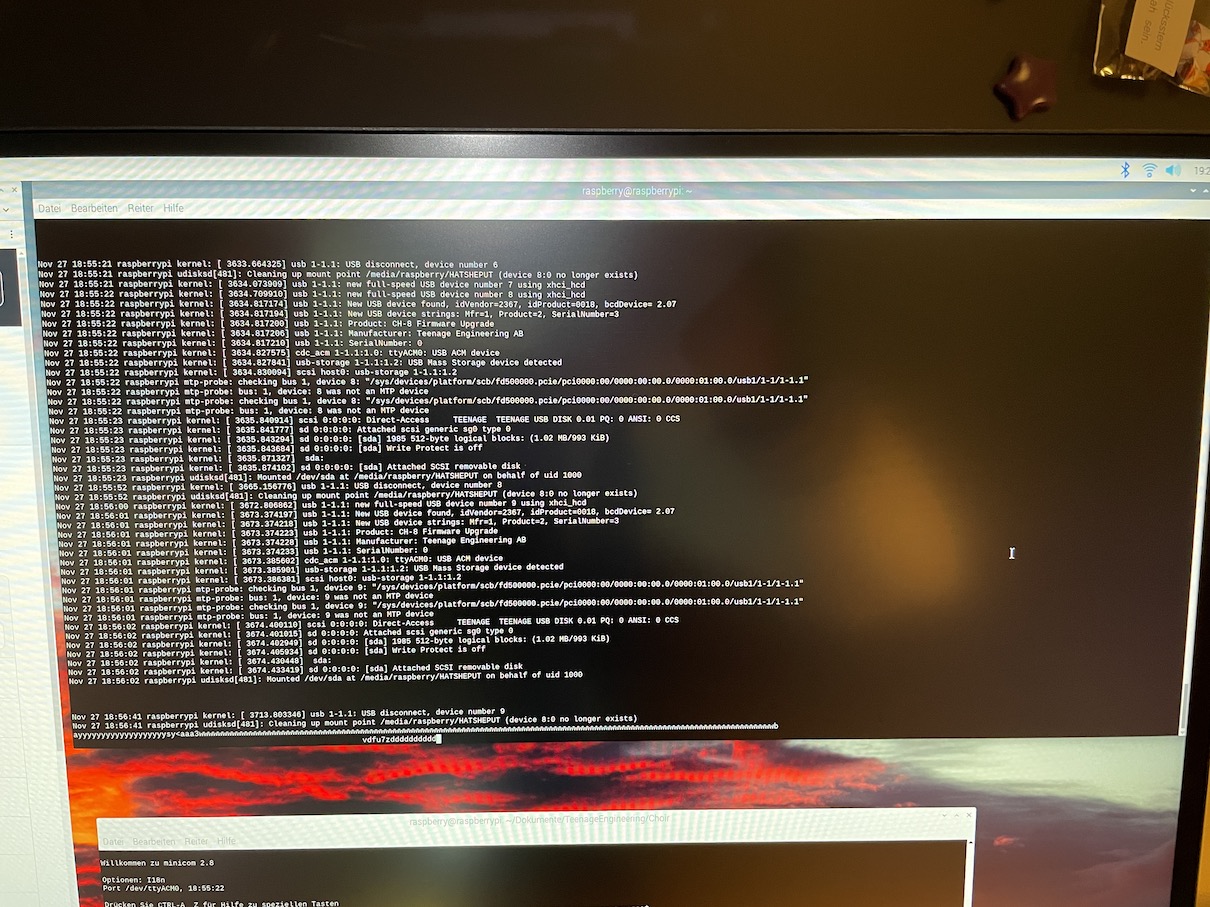 ücksstern
ah sein.
19:2
raspberry@raspberrypi: ~
Datei Bearbeiten Reiter Hilfe
Nov 27 18:55:21 raspberrypi kernel: [ 3633.664325] usb 1-1.1: USB disconnect, device number 6
Nov 27 18:55:21 raspberrypi udisksd[481]: Cleaning up mount point /media/raspberry/HATSHEPUT (device 8:0 no longer exists)
Nov 27 18:55:21 raspberrypi kernel: [ 3634.073909] usb 1-1.1: new full-speed USB device number 7 using xhci_hcd
Nov 27 18:55:22 raspberrypi kernel: [ 3634.709910] usb 1-1.1: new full-speed USB device number 8 using xhci_hcd
Nov 27 18:55:22 raspberrypi kernel: [ 3634.817174] usb 1-1.1: New USB device found, idVendor=2367, idProduct=0018, bcdDevice= 2.07
Nov 27 18:55:22 raspberrypi kernel: [ 3634.817194] usb 1-1.1: New USB device strings: Mfr=1, Product=2, SerialNumber=3
Nov 27 18:55:22 raspberrypi kernel: [ 3634.817200] usb 1-1.1: Product: CH-8 Firmware Upgrade
Nov 27 18:55:22 raspberrypi kernel: [ 3634.817206] usb 1-1.1: Manufacturer: Teenage Engineering AB
Nov 27 18:55:22 raspberrypi kernel: [ 3634.817210] usb 1-1.1: SerialNumber: 0
Nov 27 18:55:22 raspberrypi kernel: [ 3634.827575] cdc_acm 1-1.1:1.0: ttyACM0: USB ACM device
Nov 27 18:55:22 raspberrypi kernel: [ 3634.827841] usb-storage 1-1.1:1.2: USB Mass Storage device detected
Nov 27 18:55:22 raspberrypi kernel: [ 3634.830094] scsi host0: usb-storage 1-1.1:1.2
Nov 27 18:55:22 raspberrypi mtp-probe: checking bus 1, device 8: "/sys/devices/platform/scb/fd500000.pcie/pci0000:00/0000:00:00.0/0000:01:00.0/usb1/1-1/1-1.1"
Nov 27 18:55:22 raspberrypi mtp-probe: bus: 1, device: 8 was not an MTP device
Nov 27 18:55:22 raspberrypi mtp-probe: checking bus 1, device 8: "/sys/devices/platform/scb/fd500000.pcie/pci0000:00/0000:00:00.0/0000:01:00.0/usb1/1-1/1-1.1"
Nov 27 18:55:22 raspberrypi mtp-probe: bus: 1, device: 8 was not an MTP device
Nov 27 18:55:23 raspberrypi kernel: [ 3635.840914] scsi 0:0:0:0: Direct-Access     TEENAGE  TEENAGE USB DISK 0.01 PQ: 0 ANSI: 0 CCS
Nov 27 18:55:23 raspberrypi kernel: [ 3635.841777] sd 0:0:0:0: Attached scsi generic sg0 type 0
Nov 27 18:55:23 raspberrypi kernel: [ 3635.843294] sd 0:0:0:0: [sda] 1985 512-byte logical blocks: (1.02 MB/993 KiB)
Nov 27 18:55:23 raspberrypi kernel: [ 3635.843684] sd 0:0:0:0: [sda] Write Protect is off
Nov 27 18:55:23 raspberrypi kernel: [ 3635.871327]  sda:
Nov 27 18:55:23 raspberrypi kernel: [ 3635.874102] sd 0:0:0:0: [sda] Attached SCSI removable disk
Nov 27 18:55:23 raspberrypi udisksd[481]: Mounted /dev/sda at /media/raspberry/HATSHEPUT on behalf of uid 1000
Nov 27 18:55:52 raspberrypi kernel: [ 3665.156776] usb 1-1.1: USB disconnect, device number 8
Nov 27 18:55:52 raspberrypi udisksd[481]: Cleaning up mount point /media/raspberry/HATSHEPUT (device 8:0 no longer exists)
Nov 27 18:56:00 raspberrypi kernel: [ 3672.806862] usb 1-1.1: new full-speed USB device number 9 using xhci_hcd
Nov 27 18:56:01 raspberrypi kernel: [ 3673.374197] usb 1-1.1: New USB device found, idVendor=2367, idProduct=0018, bcdDevice= 2.07
Nov 27 18:56:01 raspberrypi kernel: [ 3673.374218] usb 1-1.1: New USB device strings: Mfr=1, Product=2, SerialNumber=3
Nov 27 18:56:01 raspberrypi kernel: [ 3673.374223] usb 1-1.1: Product: CH-8 Firmware Upgrade
Nov 27 18:56:01 raspberrypi kernel: [ 3673.374228] usb 1-1.1: Manufacturer: Teenage Engineering AB
Nov 27 18:56:01 raspberrypi kernel: [ 3673.374233] usb 1-1.1: SerialNumber: 0
Nov 27 18:56:01 raspberrypi kernel: [ 3673.385602] cdc_acm 1-1.1:1.0: ttyACM0: USB ACM device
Nov 27 18:56:01 raspberrypi kernel: [ 3673.385901] usb-storage 1-1.1:1.2: USB Mass Storage device detected
Nov 27 18:56:01 raspberrypi kernel: [ 3673.386381] scsi host0: usb-storage 1-1.1:1.2
Nov 27 18:56:01 raspberrypi mtp-probe: checking bus 1, device 9: "/sys/devices/platform/scb/fd500000.pcie/pci0000:00/0000:00:00.0/0000:01:00.0/usb1/1-1/1-1.1"
Nov 27 18:56:01 raspberrypi mtp-probe: bus: 1, device: 9 was not an MTP device
Nov 27 18:56:01 raspberrypi mtp-probe: checking bus 1, device 9: "/sys/devices/platform/scb/fd500000.pcie/pci0000:00/0000:00:00.0/0000:01:00.0/usb1/1-1/1-1.1"
Nov 27 18:56:01 raspberrypi mtp-probe: bus: 1, device: 9 was not an MTP device
Nov 27 18:56:02 raspberrypi kernel: [ 3674.400110] scsi 0:0:0:0: Direct-Access     TEENAGE  TEENAGE USB DISK 0.01 PQ: 0 ANSI: 0 CCS
Nov 27 18:56:02 raspberrypi kernel: [ 3674.401015] sd 0:0:0:0: Attached scsi generic sg0 type 0
Nov 27 18:56:02 raspberrypi kernel: [ 3674.402949] sd 0:0:0:0: [sda] 1985 512-byte logical blocks: (1.02 MB/993 KiB)
Nov 27 18:56:02 raspberrypi kernel: [ 3674.405934] sd 0:0:0:0: [sda] Write Protect is off
Nov 27 18:56:02 raspberrypi kernel: [ 3674.430448]  sda:
Nov 27 18:56:02 raspberrypi kernel: [ 3674.433419] sd 0:0:0:0: [sda] Attached SCSI removable disk
Nov 27 18:56:02 raspberrypi udisksd[481]: Mounted /dev/sda at /media/raspberry/HATSHEPUT on behalf of uid 1000
Nov 27 18:56:41 raspberrypi kernel: [ 3713.803346] usb 1-1.1: USB disconnect, device number 9
Nov 27 18:56:41 raspberrypi udisksd[481]: Cleaning up mount point /media/raspberry/HATSHEPUT (device 8:0 no longer exists)
vdfu7zdddddddddd
raspberry@raspberrypi: ~/Dokumente/TeenageEngineering/Choir
Datei Bearbeiten Reiter Hilfe
Willkommen zu minicom 2.8
Optionen: I18n
Port /dev/ttyACM0, 18:55:22
Drücken Sie CTRL-A Z für Hilfe zu speziellen Tasten